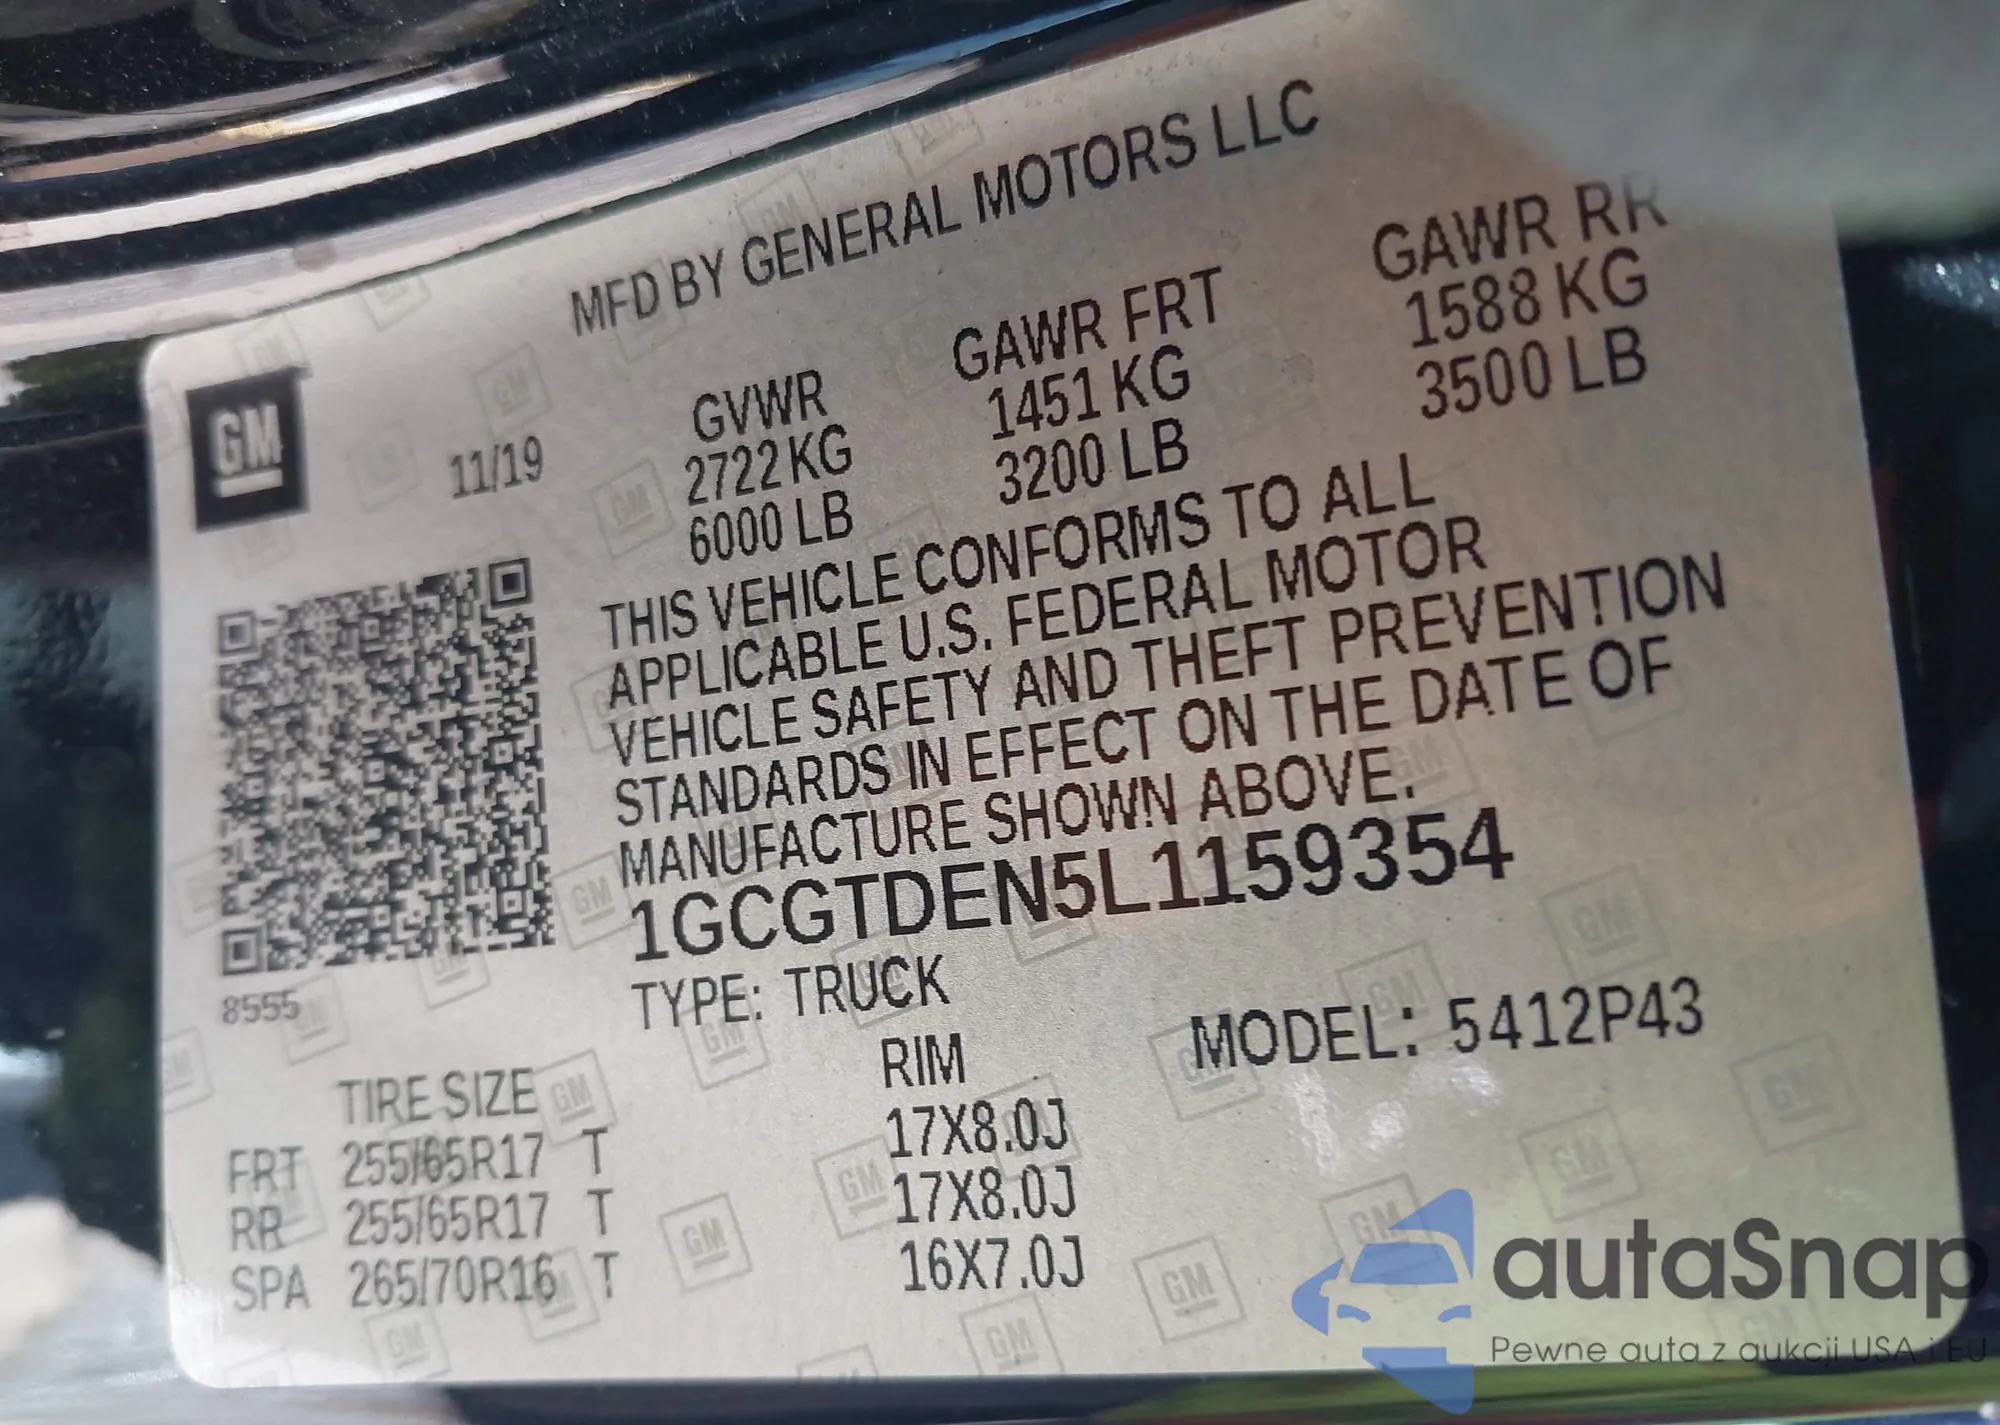 MFD BY GENERAL MOTORS LLC
GM
11/19
GVWR GAWR FRT GAWR RR
2722 KG 1451 KG 1588 KG
6000 LB 3200 LB 3500 LB
THIS VEHICLE CONFORMS TO ALL
APPLICABLE U.S. FEDERAL MOTOR
VEHICLE SAFETY AND THEFT PREVENTION
STANDARDS IN EFFECT ON THE DATE OF
MANUFACTURE SHOWN ABOVE.
1GCGTDEN5L1159354
8555
TYPE: TRUCK MODEL: 5412P43
TIRE SIZE RIM
FRT 255/65R17 T 17X8.0J
RR 255/65R17 T 17X8.0J
SPA 265/70R16 T 16X7.0J
autaSnap
Pewne auta z aukcji USA i EU